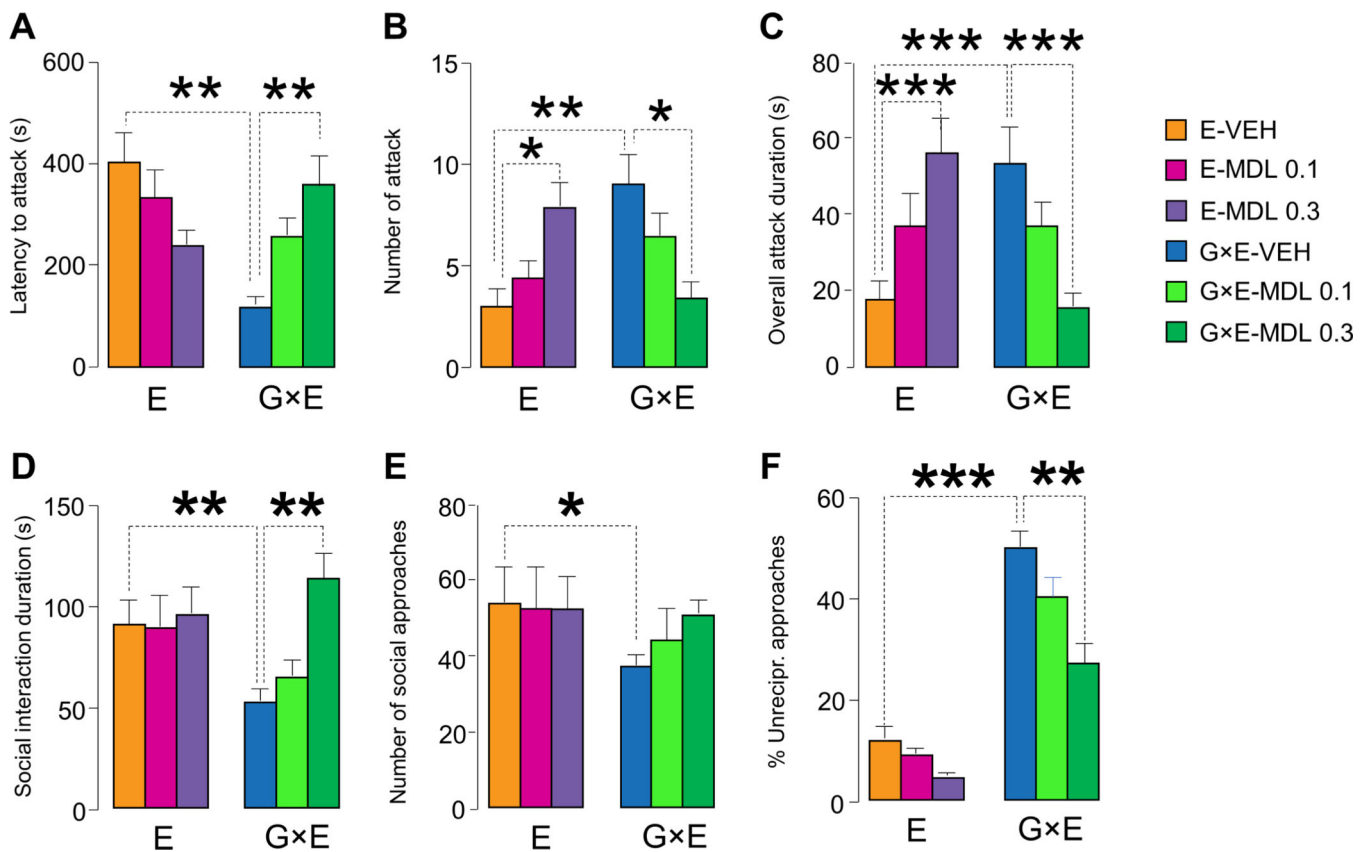 A
Latency to attack (s)
600
400
200
0
** **
E G×E
B
Number of attack
15
10
5
0
** *
*
E G×E
C
Overall attack duration (s)
80
60
40
20
0
*** ***
***
E G×E
E-VEH
E-MDL 0.1
E-MDL 0.3
G×E-VEH
G×E-MDL 0.1
G×E-MDL 0.3
D
Social interaction duration (s)
150
100
50
0
** **
E G×E
E
Number of social approaches
80
60
40
20
0
*
E G×E
F
% Unrecipr. approaches
60
40
20
0
*** **
E G×E